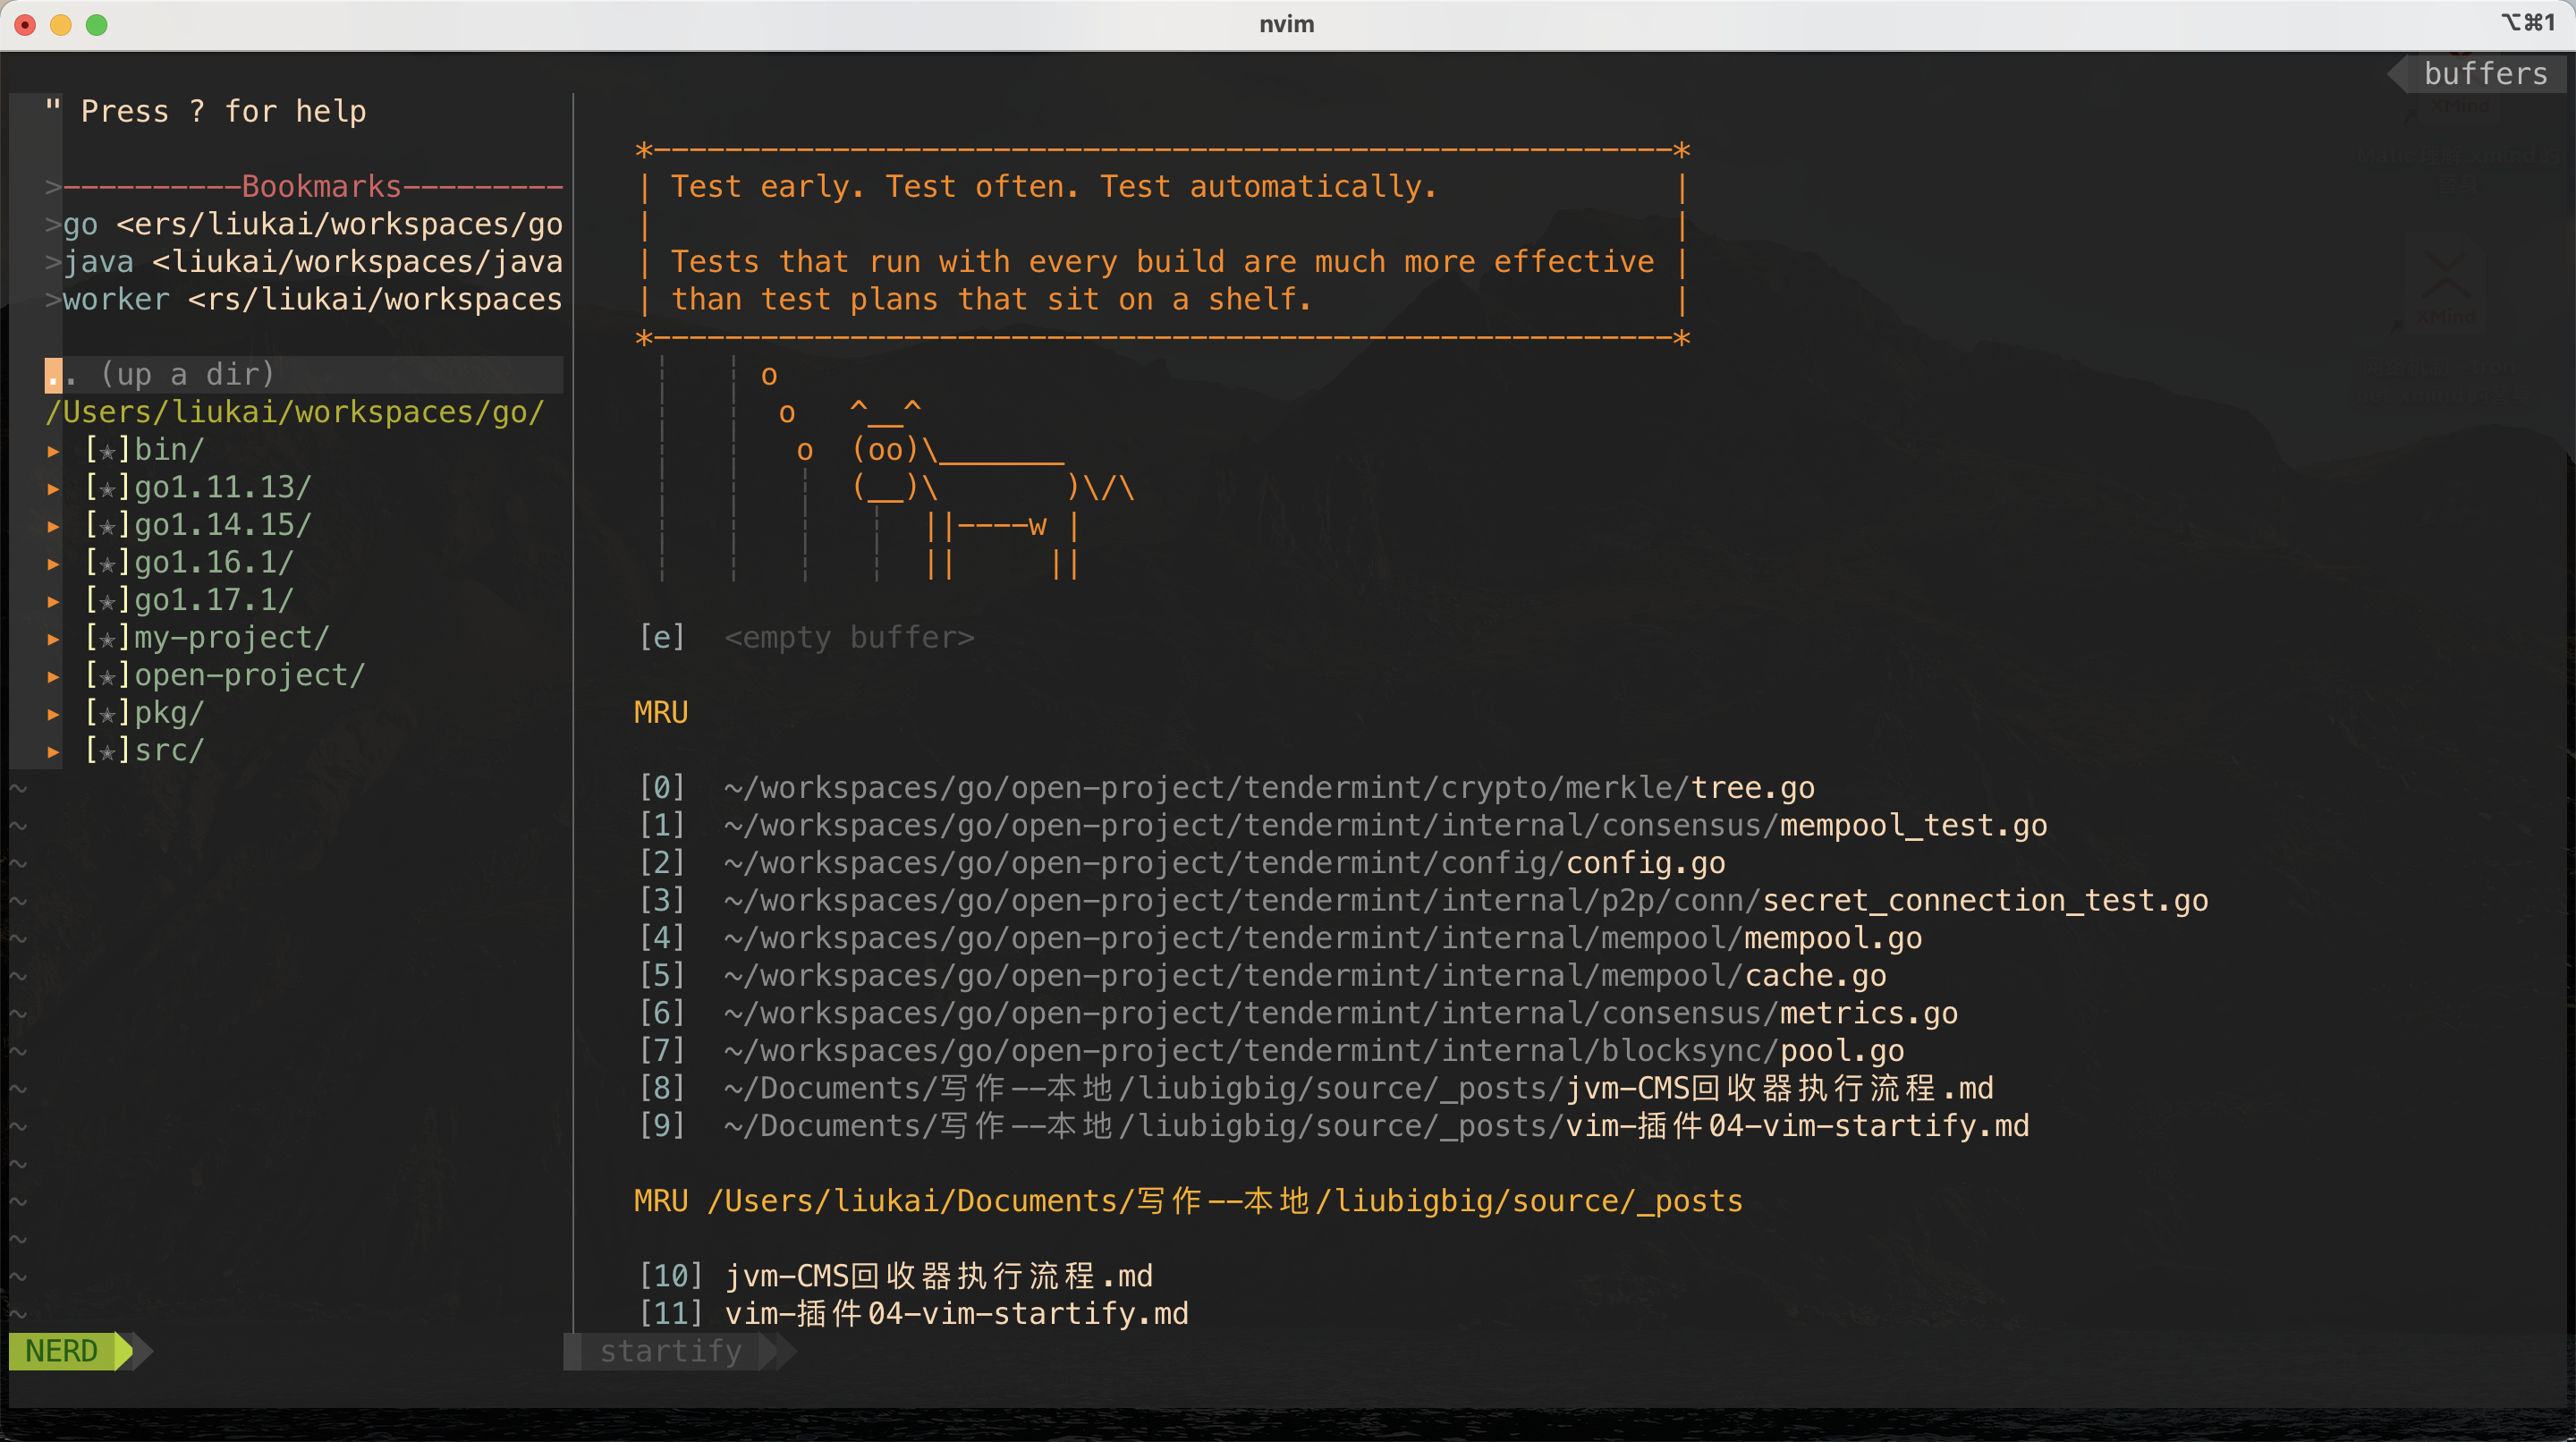 nvim
⌥⌘1
buffers
" Press ? for help
>----------Bookmarks---------
>go <ers/liukai/workspaces/go
>java <liukai/workspaces/java
>worker <rs/liukai/workspaces
.. (up a dir)
/Users/liukai/workspaces/go/
▸ [✭]bin/
▸ [✭]go1.11.13/
▸ [✭]go1.14.15/
▸ [✭]go1.16.1/
▸ [✭]go1.17.1/
▸ [✭]my-project/
▸ [✭]open-project/
▸ [✭]pkg/
▸ [✭]src/
NERD
*---------------------------------------------------------*
| Test early. Test often. Test automatically.             |
|                                                         |
| Tests that run with every build are much more effective |
| than test plans that sit on a shelf.                    |
*---------------------------------------------------------*
o
o   ^__^
o  (oo)\_______
(__)\       )\/\
||----w |
||     ||
[e]  <empty buffer>
MRU
[0]  ~/workspaces/go/open-project/tendermint/crypto/merkle/tree.go
[1]  ~/workspaces/go/open-project/tendermint/internal/consensus/mempool_test.go
[2]  ~/workspaces/go/open-project/tendermint/config/config.go
[3]  ~/workspaces/go/open-project/tendermint/internal/p2p/conn/secret_connection_test.go
[4]  ~/workspaces/go/open-project/tendermint/internal/mempool/mempool.go
[5]  ~/workspaces/go/open-project/tendermint/internal/mempool/cache.go
[6]  ~/workspaces/go/open-project/tendermint/internal/consensus/metrics.go
[7]  ~/workspaces/go/open-project/tendermint/internal/blocksync/pool.go
[8]  ~/Documents/写作--本地/liubigbig/source/_posts/jvm-CMS回收器执行流程.md
[9]  ~/Documents/写作--本地/liubigbig/source/_posts/vim-插件04-vim-startify.md
MRU /Users/liukai/Documents/写作--本地/liubigbig/source/_posts
[10] jvm-CMS回收器执行流程.md
[11] vim-插件04-vim-startify.md
startify
XMind
XMind